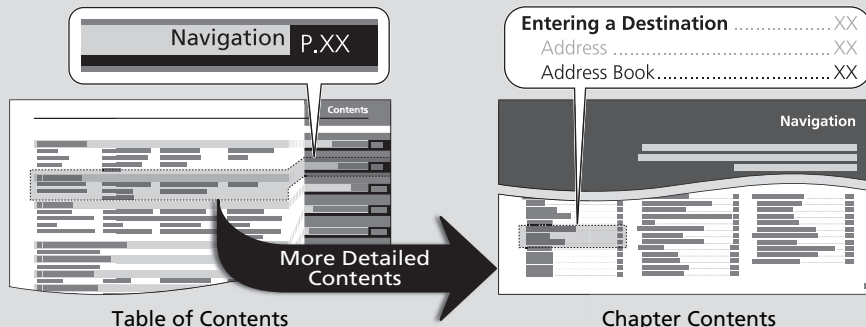 Navigation P.XX
Entering a Destination ................ XX
Address ................................ XX
Address Book................................ XX
Contents
Navigation
More Detailed
Contents
Table of Contents
Chapter Contents